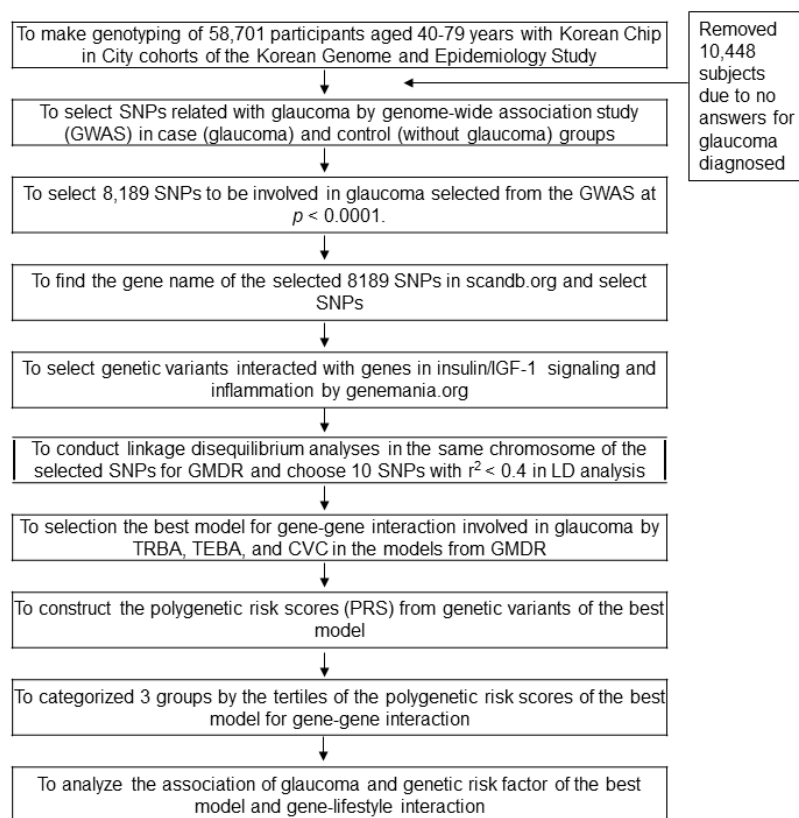 To make genotyping of 58,701 participants aged 40-79 years with Korean Chip
in City cohorts of the Korean Genome and Epidemiology Study
Removed
10,448
subjects
due to no
answers for
glaucoma
diagnosed
To select SNPs related with glaucoma by genome-wide association study
(GWAS) in case (glaucoma) and control (without glaucoma) groups
To select 8,189 SNPs to be involved in glaucoma selected from the GWAS at
p < 0.0001.
To find the gene name of the selected 8189 SNPs in scandb.org and select
SNPs
To select genetic variants interacted with genes in insulin/IGF-1 signaling and
inflammation by genemania.org
To conduct linkage disequilibrium analyses in the same chromosome of the
selected SNPs for GMDR and choose 10 SNPs with r² < 0.4 in LD analysis
To selection the best model for gene-gene interaction involved in glaucoma by
TRBA, TEBA, and CVC in the models from GMDR
To construct the polygenetic risk scores (PRS) from genetic variants of the best
model
To categorized 3 groups by the tertiles of the polygenetic risk scores of the best
model for gene-gene interaction
To analyze the association of glaucoma and genetic risk factor of the best
model and gene-lifestyle interaction